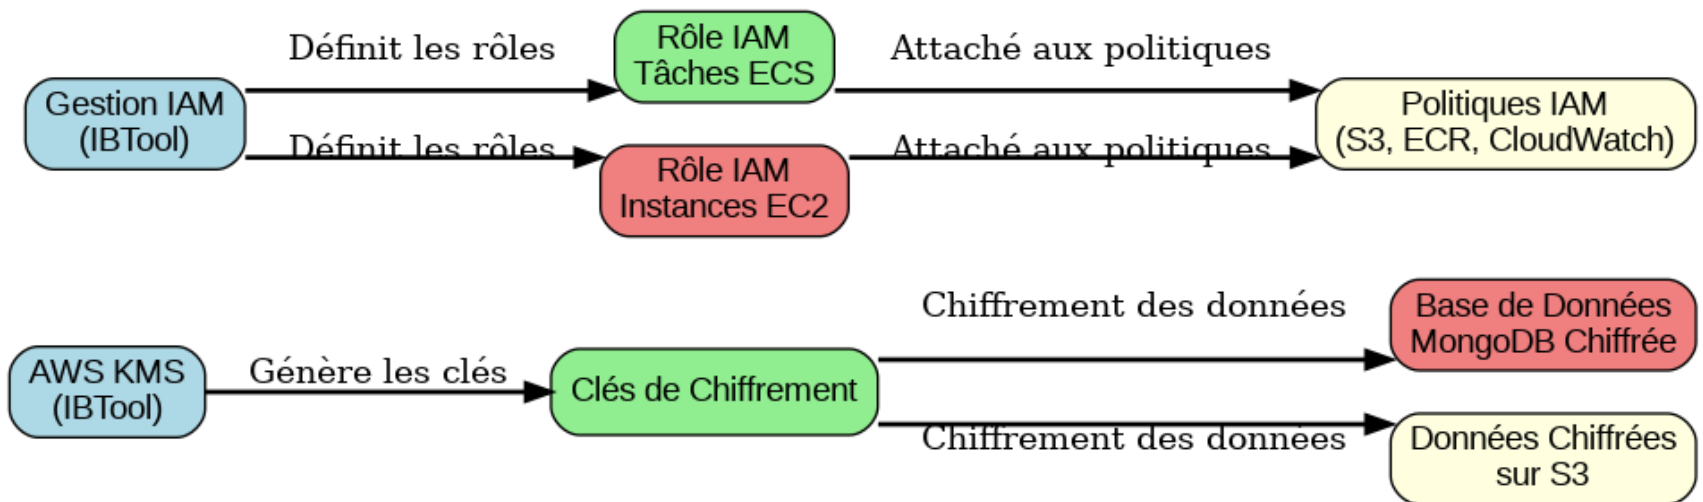 Définit les rôles
Rôle IAM
Tâches ECS
Attaché aux politiques
Gestion IAM
(IBTool)
Politiques IAM
(S3, ECR, CloudWatch)
Définit les rôles
Rôle IAM
Instances EC2
Attaché aux politiques
Chiffrement des données
Base de Données
MongoDB Chiffrée
AWS KMS
(IBTool)
Génère les clés
Clés de Chiffrement
Chiffrement des données
Données Chiffrées
sur S3